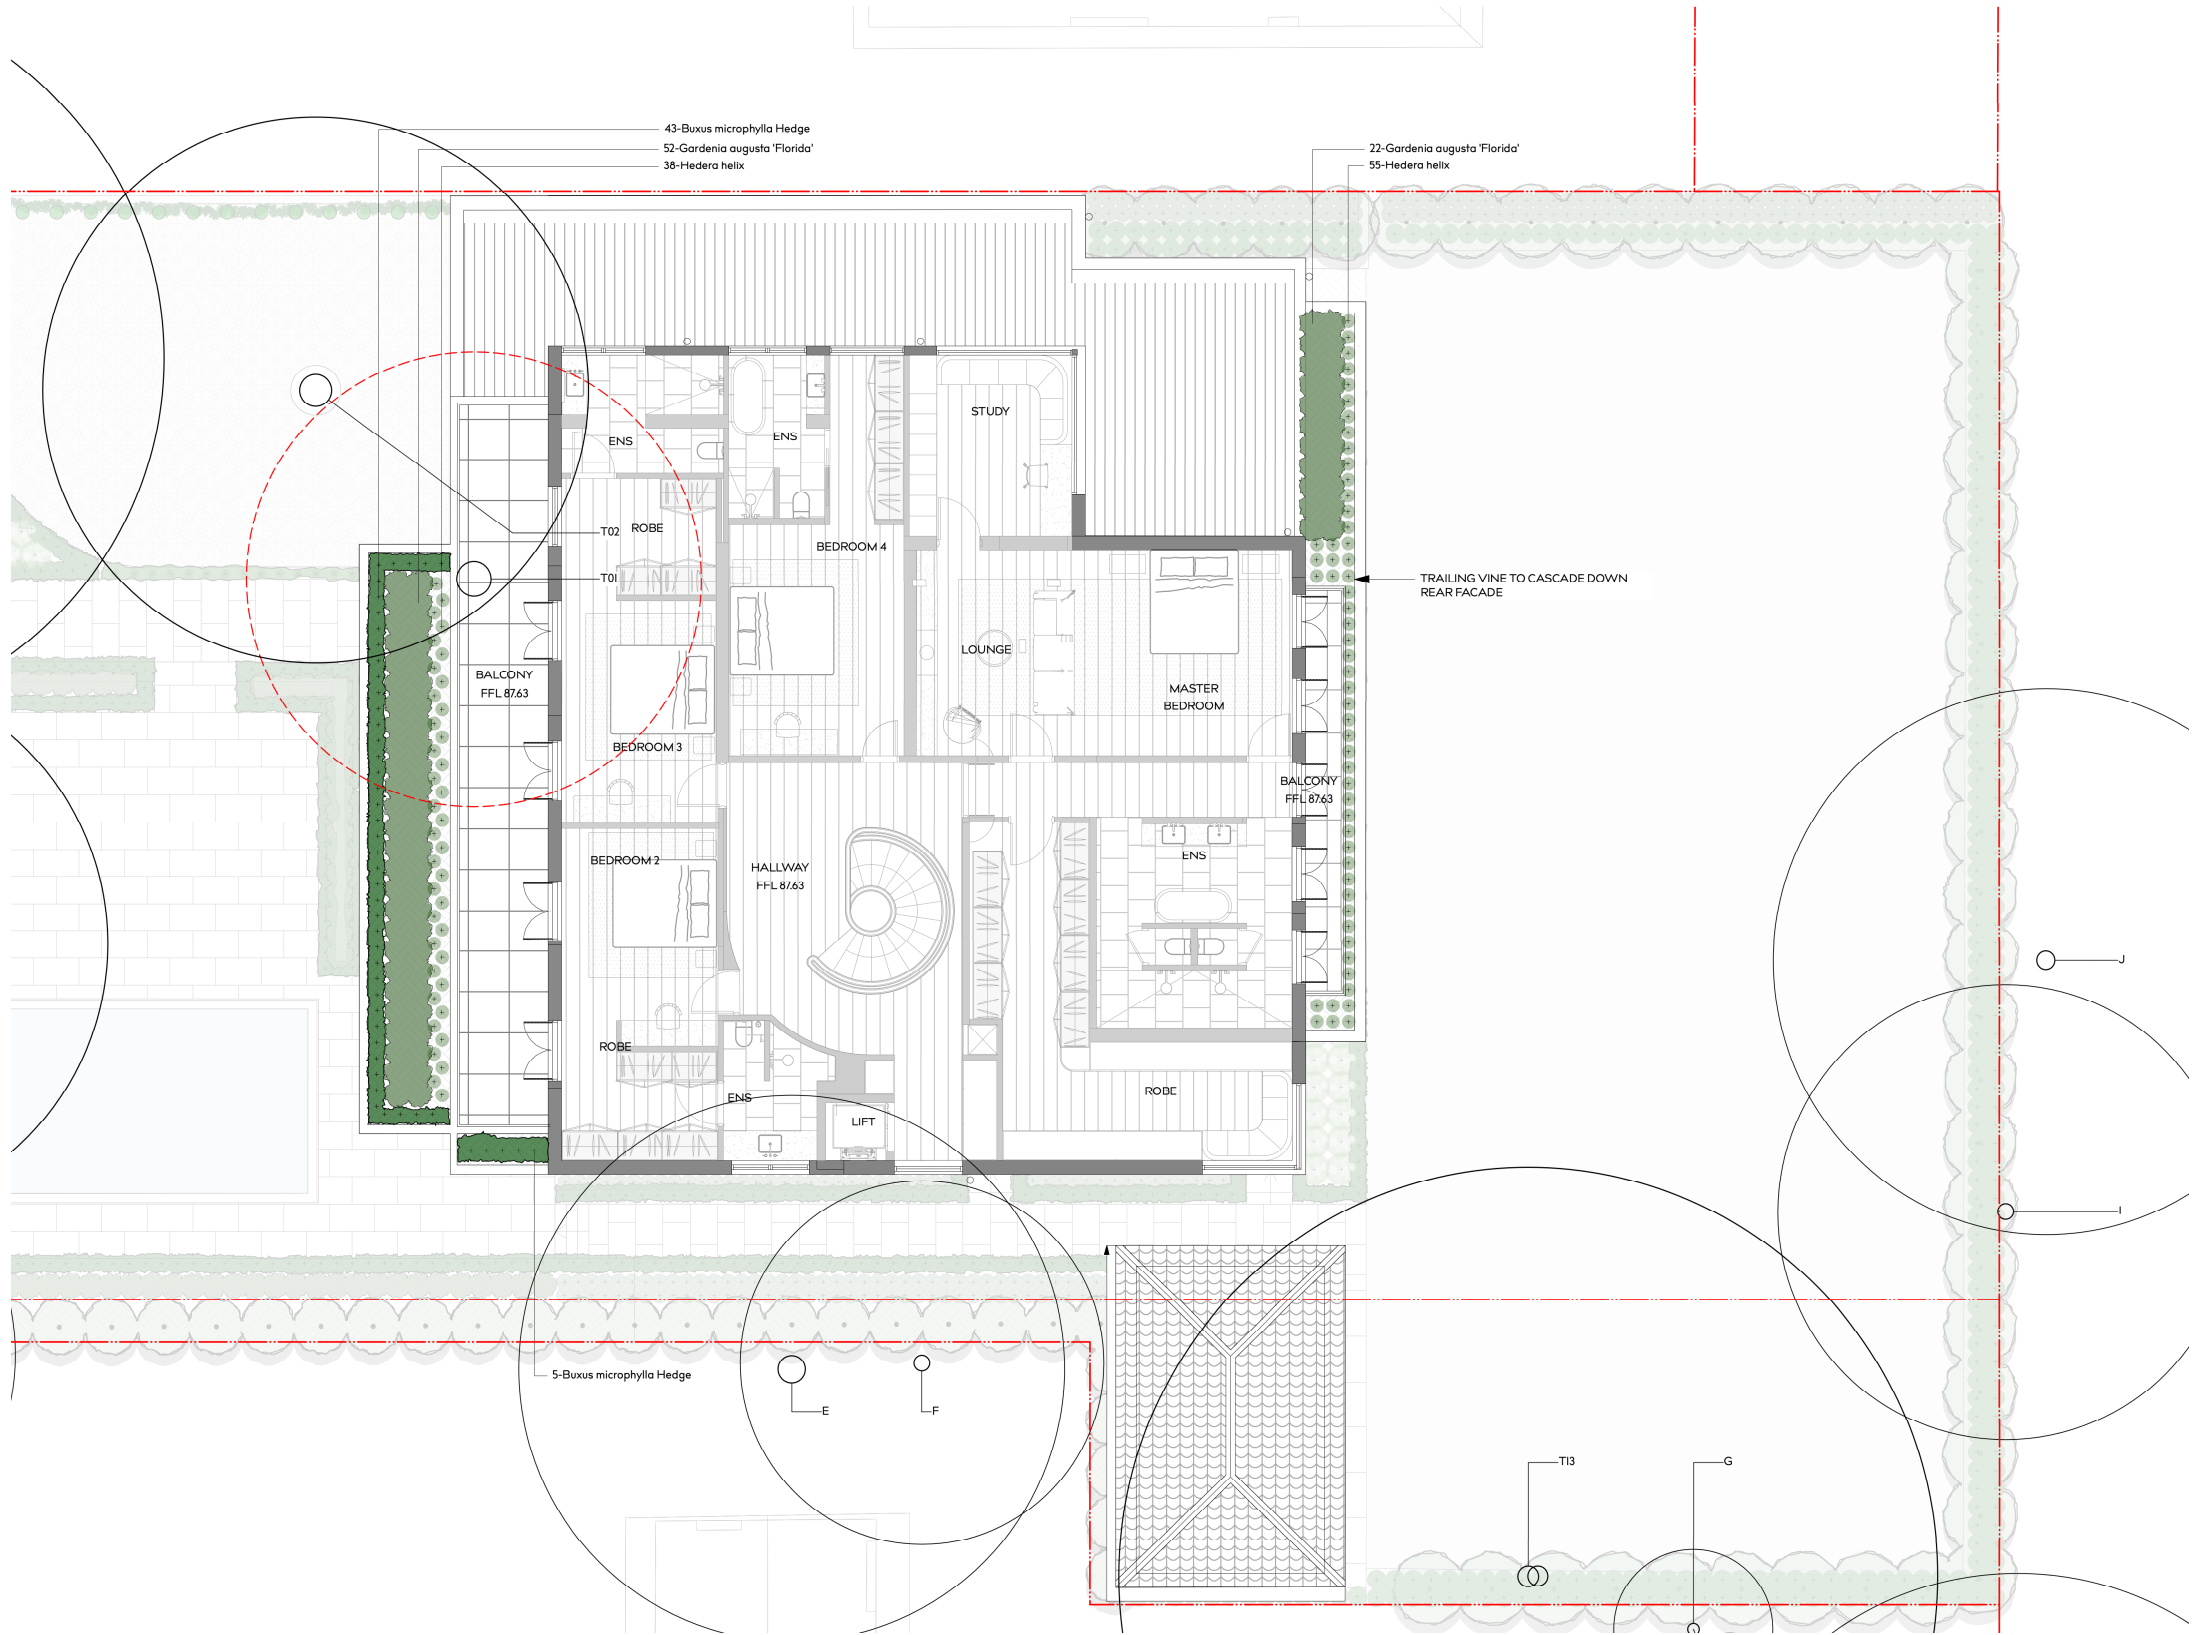 43-Buxus microphylla Hedge
52-Gardenia augusta 'Florida'
38-Hedera helix
22-Gardenia augusta 'Florida'
55-Hedera helix
STUDY
ENS
ENS
ROBE
T02
BEDROOM 4
T01
TRAILING VINE TO CASCADE DOWN
REAR FACADE
LOUNGE
BALCONY
FFL 87.63
MASTER
BEDROOM
BEDROOM 3
BALCONY
FFL 87.63
BEDROOM 2
HALLWAY
FFL 87.63
ENS
J
ROBE
ROBE
ENS
LIFT
I
5-Buxus microphylla Hedge
E
F
T13
G